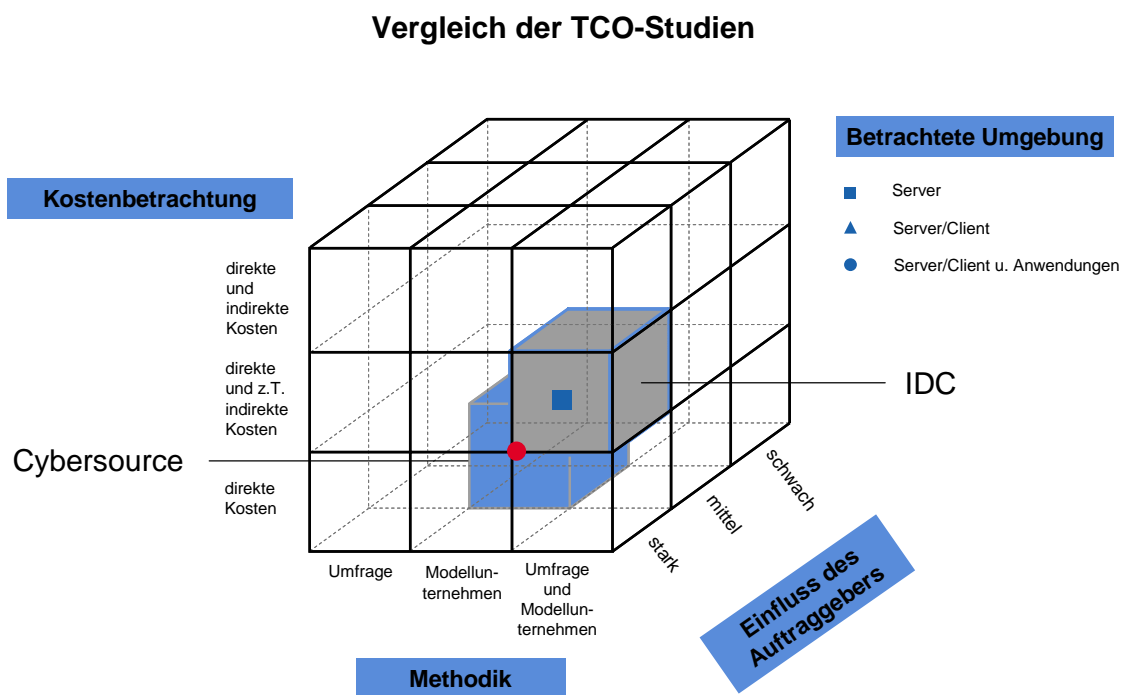 Vergleich der TCO-Studien
Betrachtete Umgebung
Server
Server/Client
Server/Client u. Anwendungen
Kostenbetrachtung
direkte
und
indirekte
Kosten
direkte
und z.T.
indirekte
Kosten
direkte
Kosten
Cybersource
IDC
Umfrage
Modellun-
ternehmen
Umfrage
und
Modellun-
ternehmen
stark
mittel
schwach
Einfluss des
Auftraggebers
Methodik